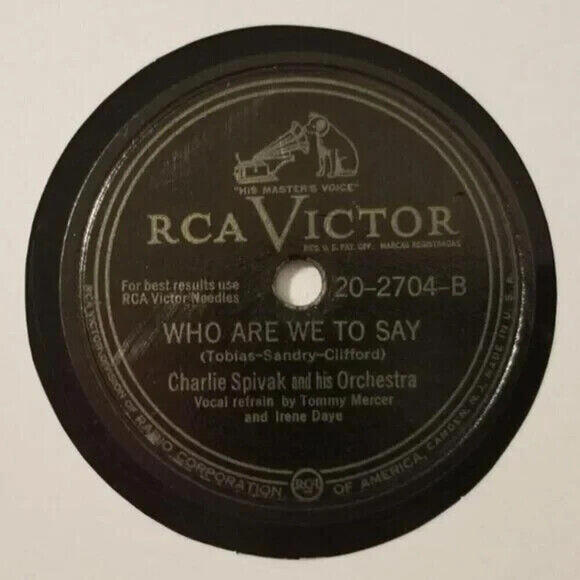 "HIS MASTER'S VOICE"
RCA VICTOR
REG. U. S. PAT. OFF. MARCAS REGISTRADAS
For best results use
RCA Victor Needles
20-2704-B
WHO ARE WE TO SAY
(Tobias-Sandry-Clifford)
Charlie Spivak and his Orchestra
Vocal refrain by Tommy Mercer
and Irene Daye
RCA VICTOR DIVISION OF RADIO CORPORATION OF AMERICA, CAMDEN, N. J. MADE IN U. S. A.
RCA